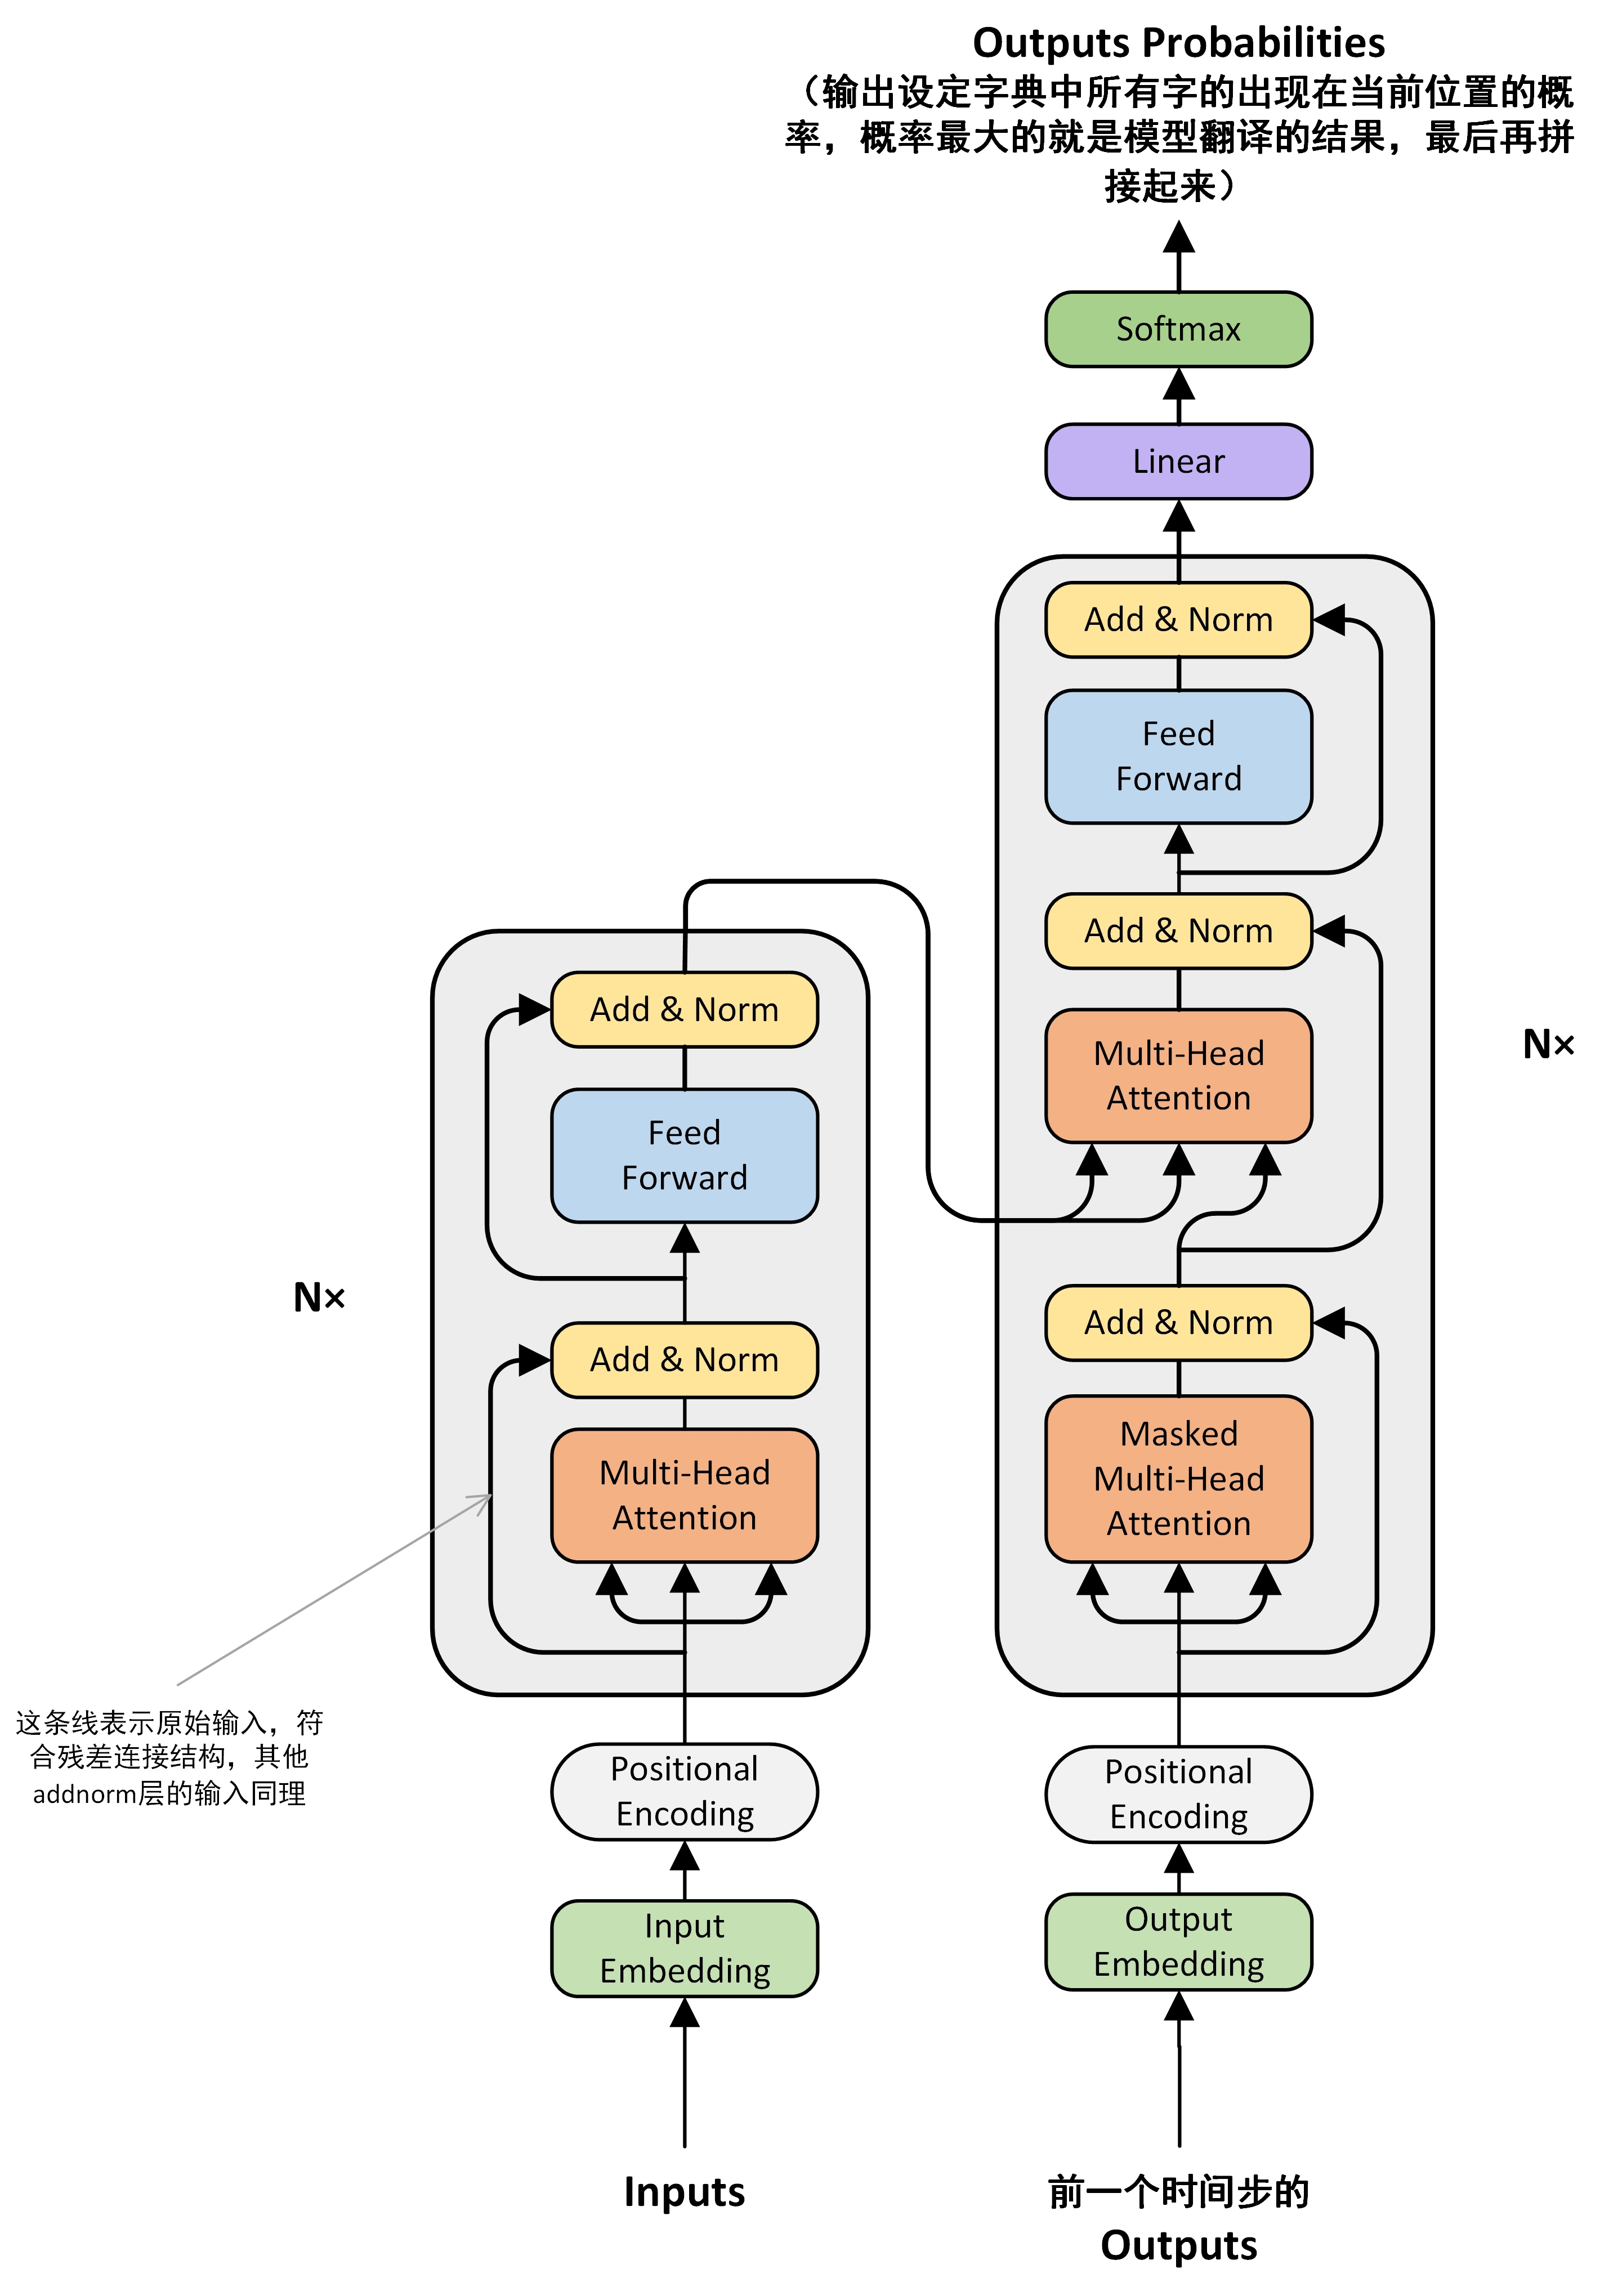 Outputs Probabilities
（输出设定字典中所有字的出现在当前位置的概
率，概率最大的就是模型翻译的结果，最后再拼
接起来）
Softmax
Linear
Add & Norm
Feed
Forward
Add & Norm
Multi-Head
Attention
Add & Norm
Masked
Multi-Head
Attention
N×
Positional
Encoding
Output
Embedding
前一个时间步的
Outputs
Add & Norm
Feed
Forward
Add & Norm
Multi-Head
Attention
N×
这条线表示原始输入，符
合残差连接结构，其他
addnorm层的输入同理
Positional
Encoding
Input
Embedding
Inputs